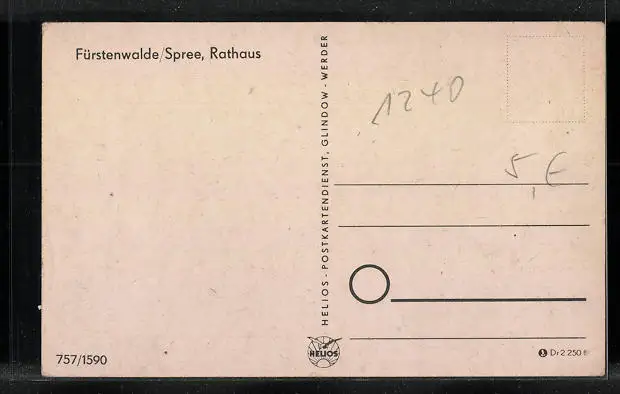 Fürstenwalde/Spree, Rathaus
HELIOS-POSTKARTENDIENST, GLINDOW-WERDER
1240
5,€
HELIOS
757/1590
Dr 2 250